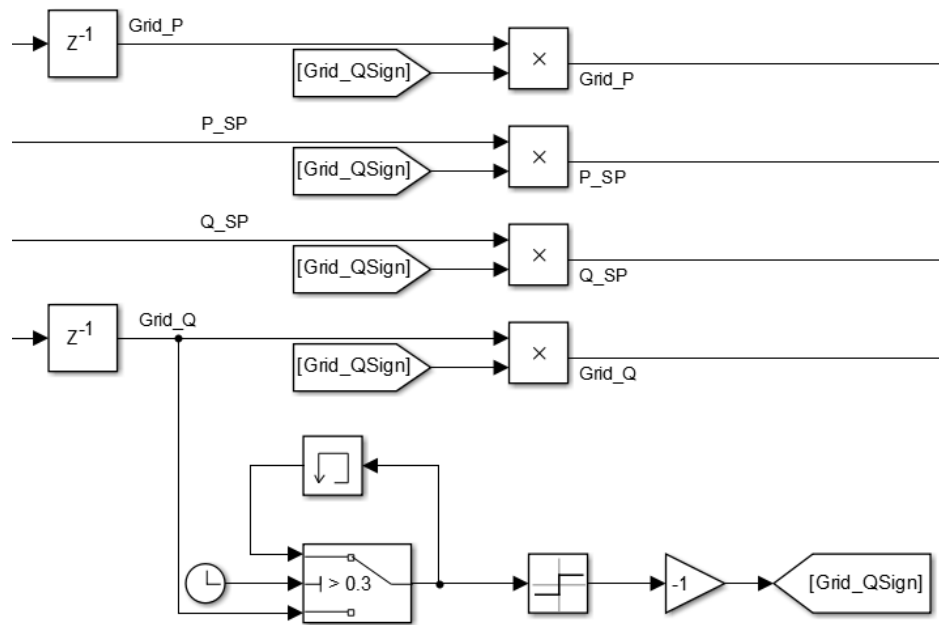 Z-1
Grid_P
[Grid_QSign]
×
Grid_P
P_SP
[Grid_QSign]
×
P_SP
Q_SP
[Grid_QSign]
×
Q_SP
Z-1
Grid_Q
[Grid_QSign]
×
Grid_Q
> 0.3
-1
[Grid_QSign]